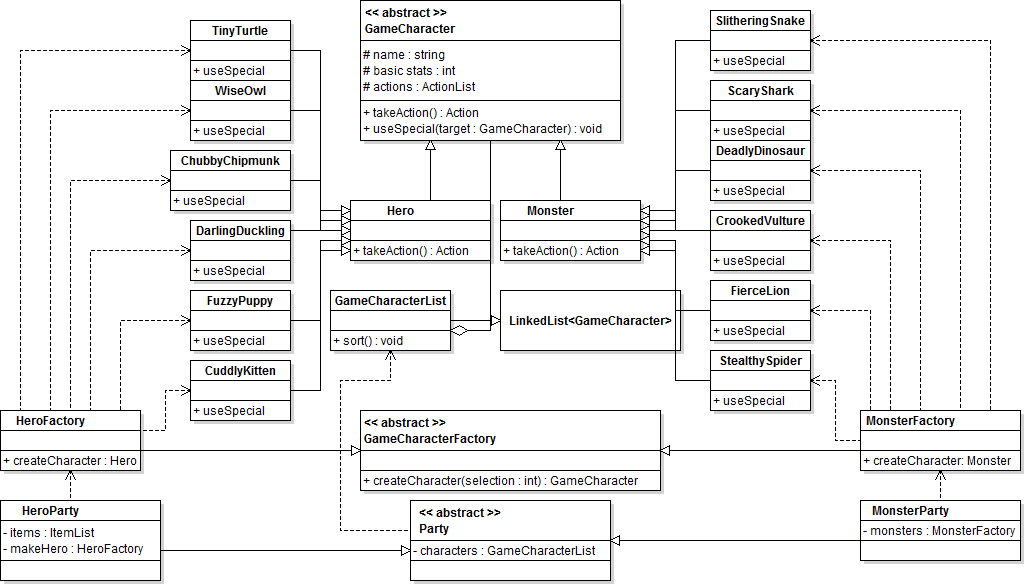 << abstract >>
GameCharacter
# name : string
# basic stats : int
# actions : ActionList
+ takeAction() : Action
+ useSpecial(target : GameCharacter) : void
TinyTurtle
+ useSpecial
WiseOwl
+ useSpecial
ChubbyChipmunk
+ useSpecial
DarlingDuckling
+ useSpecial
FuzzyPuppy
+ useSpecial
CuddlyKitten
+ useSpecial
SlitheringSnake
+ useSpecial
ScaryShark
+ useSpecial
DeadlyDinosaur
+ useSpecial
CrookedVulture
+ useSpecial
FierceLion
+ useSpecial
StealthySpider
+ useSpecial
Hero
+ takeAction() : Action
Monster
+ takeAction() : Action
GameCharacterList
+ sort() : void
LinkedList<GameCharacter>
HeroFactory
+ createCharacter : Hero
<< abstract >>
GameCharacterFactory
+ createCharacter(selection : int) : GameCharacter
MonsterFactory
+ createCharacter: Monster
HeroParty
- items : ItemList
- makeHero : HeroFactory
<< abstract >>
Party
- characters : GameCharacterList
MonsterParty
- monsters : MonsterFactory